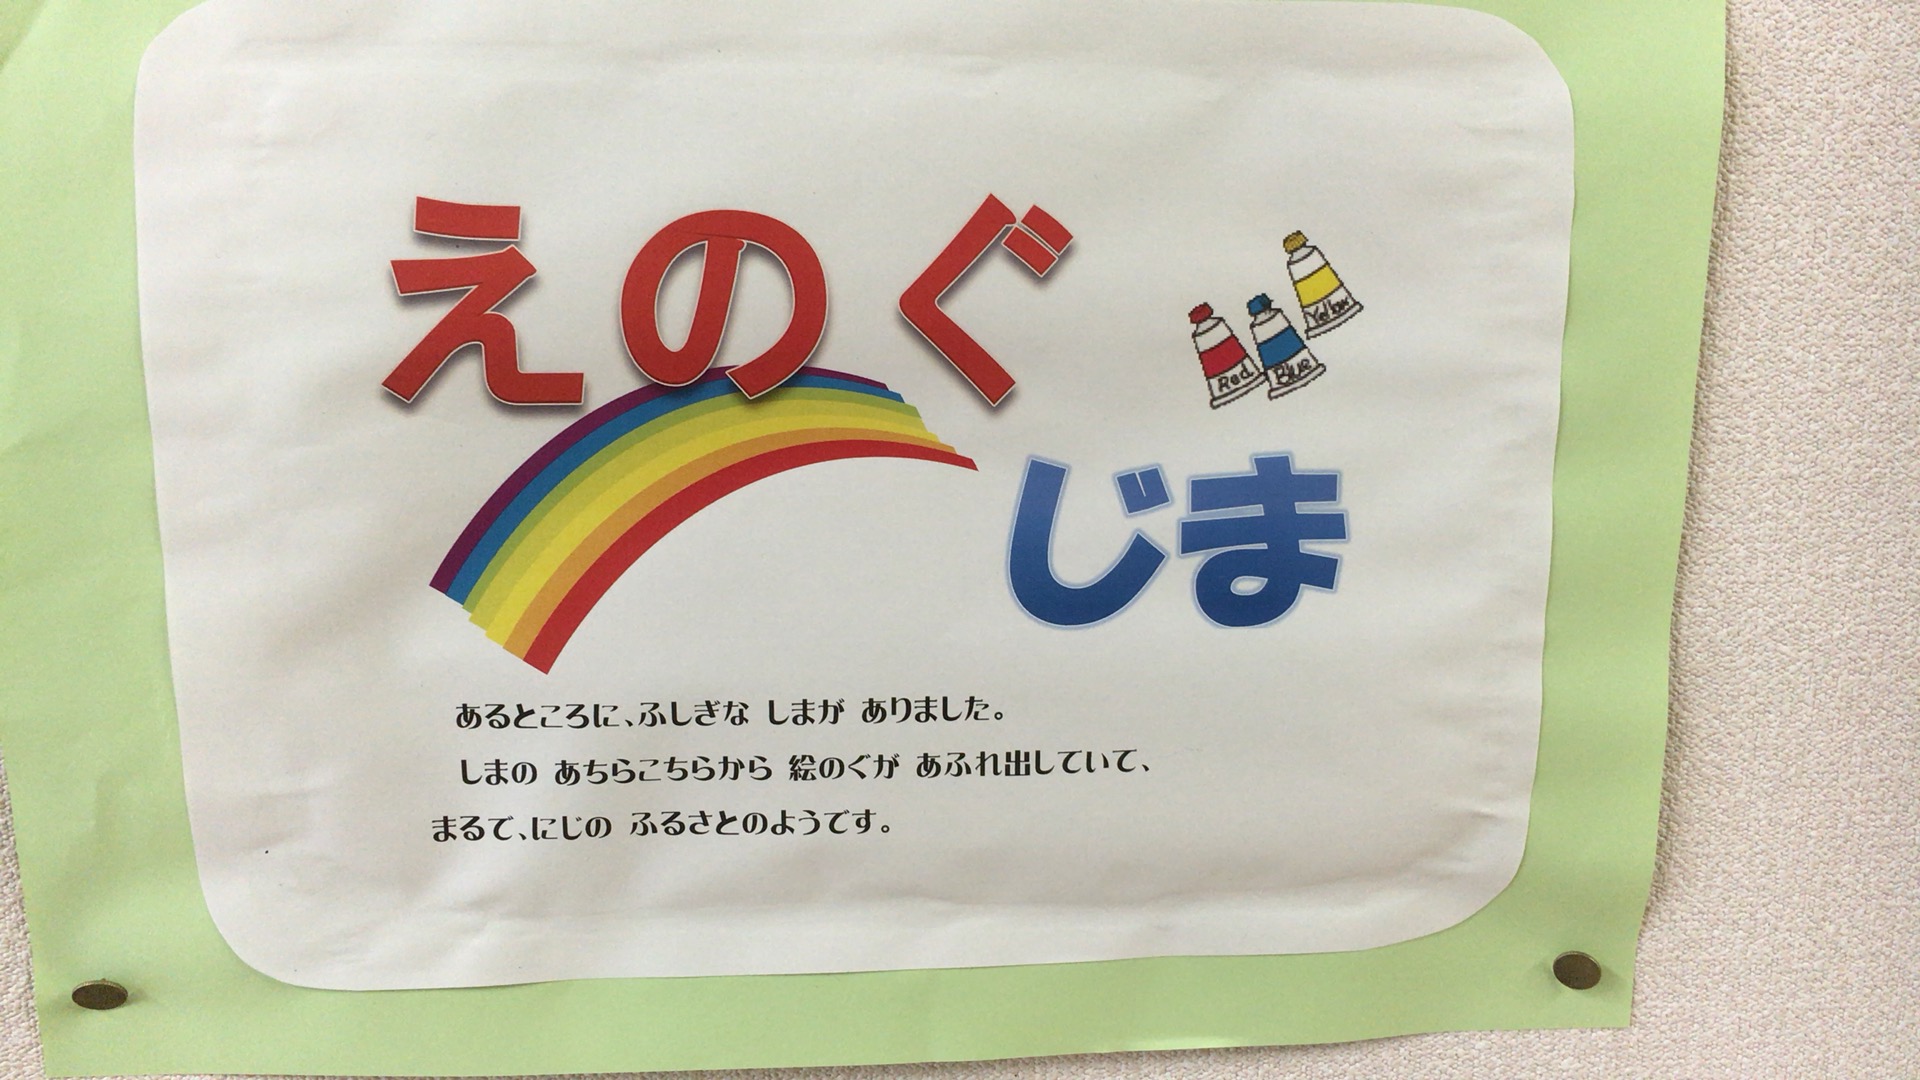 えのぐ
じま
Red
Blue
Yellow
あるところに、ふしぎな しまが ありました。
しまの あちらこちらから 絵のぐが あふれ出していて、
まるで、にじの ふるさとのようです。